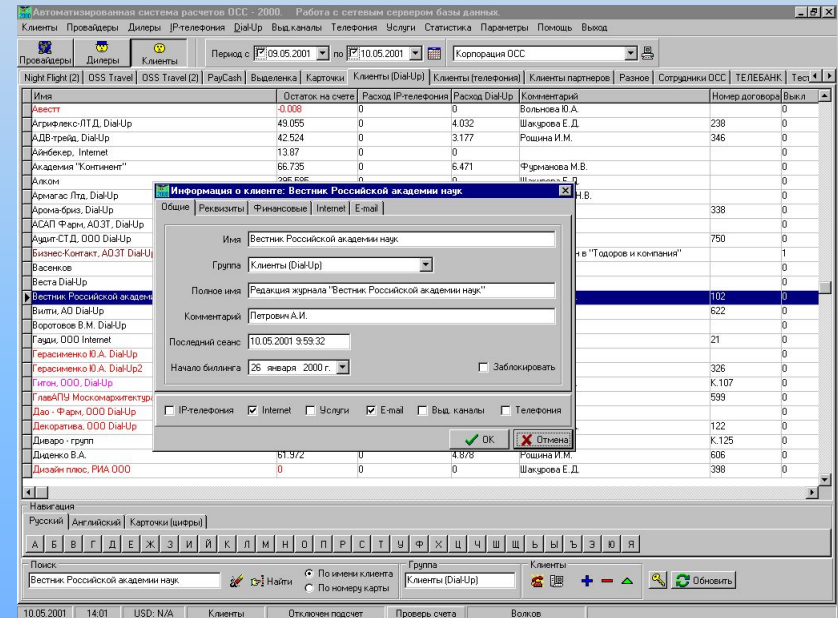 Автоматизированная система расчетов ОСС - 2000. Работа с сетевым сервером базы данных.
Клиенты Провайдеры Дилеры IP-телефония Dial-Up Выд.каналы Телефония Услуги Статистика Параметры Помощь Выход
Провайдеры Дилеры Клиенты Период с 09.05.2001 по 10.05.2001 Корпорация ОСС
Night Flight (2) OSS Travel OSS Travel (2) PayCash Выделенка Карточки Клиенты (Dial-Up) Клиенты (телефония) Клиенты партнеров Разное Сотрудники ОСС ТЕЛЕБАНК
Имя Остаток на счете Расход IP-телефония Расход Dial-Up Комментарий Номер договора Выкл
Авестт -0.008 0 0 Вольнова Ю.А. 0
Агрифлекс-ЛТД, Dial-Up 49.055 0 4.032 Шакурова Е.Д. 238 0
АДВ-трейд, Dial-Up 42.524 0 3.177 Рощина И.М. 346 0
Айнбекер, Internet 13.87 0 0 0
Академия "Континент" 66.735 0 6.471 Фурманова М.В. 0
Алком 0
Армагас Лтд, Dial-Up Н.В. 0
Арома-бриз, Dial-Up 338 0
АСАП Фарм, АОЗТ, Dial-Up 0
Аудит-СТД, ООО Dial-Up 750 0
Бизнес-Контакт, АОЗТ Dial-Up н в "Тодоров и компания" 1
Васенков 0
Веста Dial-Up 0
Вестник Российской академи 102 0
Вилти, АО Dial-Up 622 0
Воротовов В.М. Dial-Up 0
Гауди, ООО Internet 21 0
Герасименко Ю.А. Dial-Up 0
Герасименко Ю.А. Dial-Up2 326 0
Гитон, ООО, Dial-Up К.107 0
ГлавАПУ Москомархитектура 599 0
Дао - Фарм, ООО Dial-Up 0
Декоратива, ООО Dial-Up 122 0
Диваро - групп К.125 0
Диденко В.А. 61.972 0 4.878 Рощина И.М. 606 0
Дизайн плюс, РИА ООО 0 0 0 Шакурова Е.Д. 398 0
Информация о клиенте: Вестник Российской академии наук
Общие Реквизиты Финансовые Internet E-mail
Имя Вестник Российской академии наук
Группа Клиенты (Dial-Up)
Полное имя Редакция журнала "Вестник Российской академии наук"
Комментарий Петрович А.И.
Последний сеанс 10.05.2001 9:59:32
Начало биллинга 26 января 2000 г. Заблокировать
IP-телефония Internet Услуги E-mail Выд. каналы Телефония
OK Отмена
Навигация
Русский Английский Карточки (цифры)
А Б В Г Д Е Ж З И Й К Л М Н О П Р С Т У Ф Х Ц Ч Ш Щ Ь Ы Ъ Э Ю Я
Поиск Группа Клиенты
Вестник Российской академии наук Найти По имени клиента Клиенты (Dial-Up) Обновить
По номеру карты
10.05.2001 14:01 USD: N/A Клиенты Отключен подсчет Проверь счета Волков